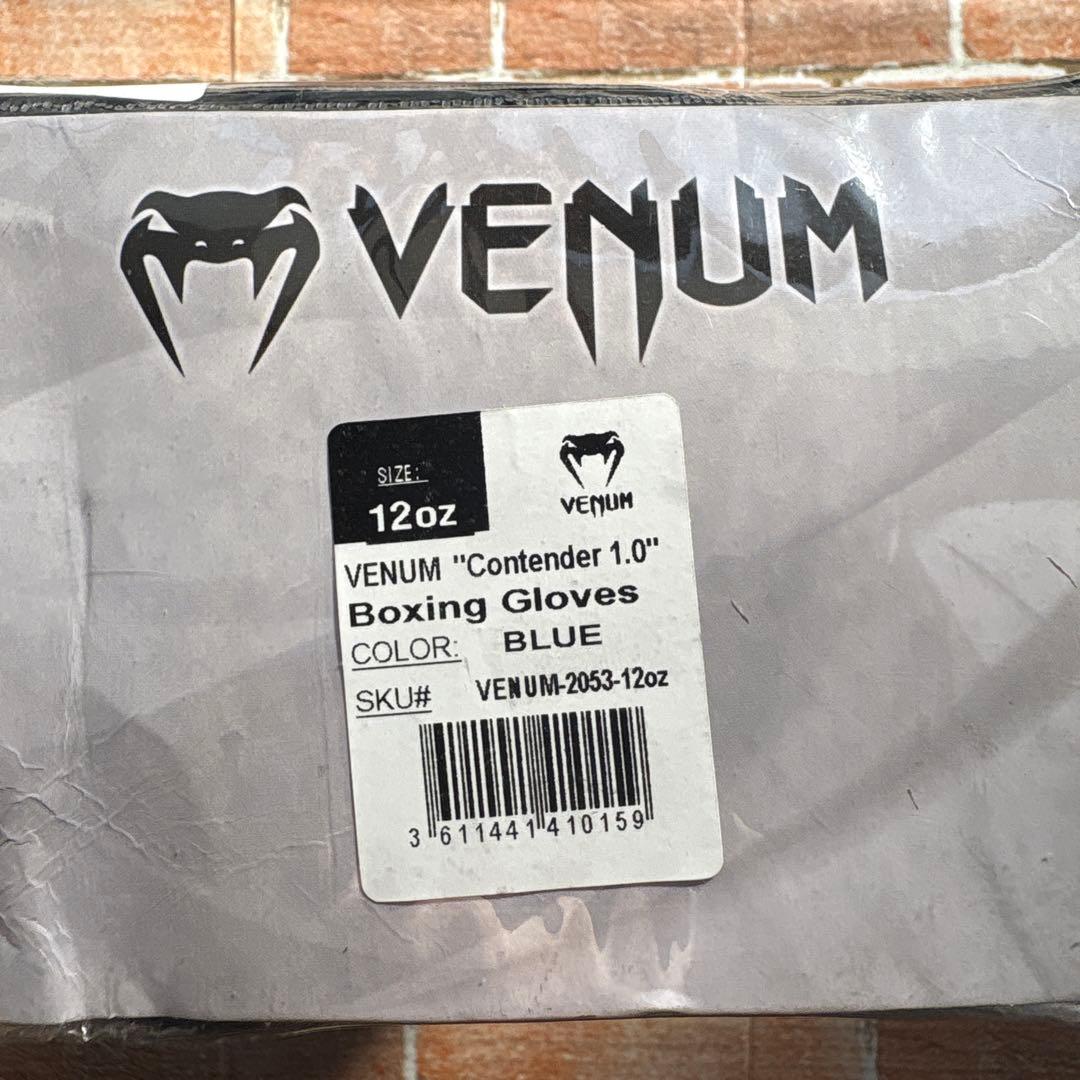 VENUM
SIZE:
12oz
VENUM
VENUM "Contender 1.0"
Boxing Gloves
COLOR: BLUE
SKU# VENUM-2053-12oz
3 611441 410159